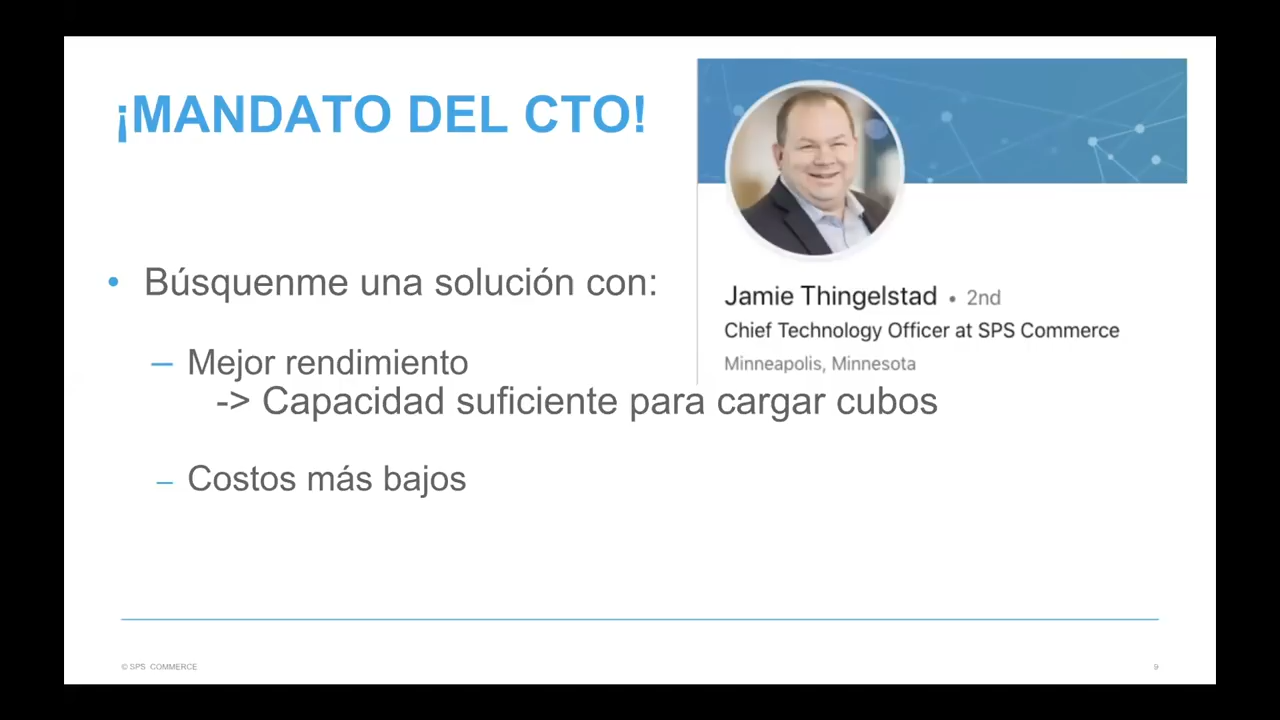 ¡MANDATO DEL CTO!
• Búsquenme una solución con:
– Mejor rendimiento
-> Capacidad suficiente para cargar cubos
– Costos más bajos
Jamie Thingelstad • 2nd
Chief Technology Officer at SPS Commerce
Minneapolis, Minnesota
© SPS COMMERCE
9